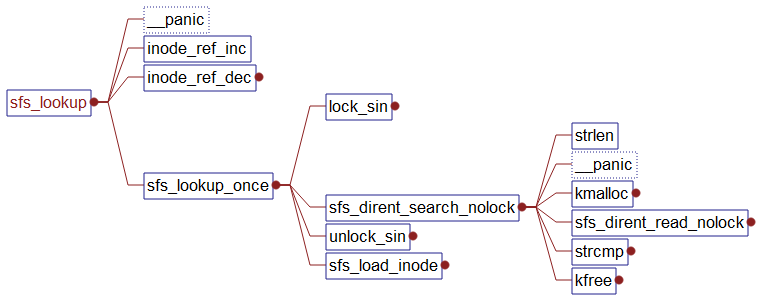 __panic
inode_ref_inc
inode_ref_dec
sfs_lookup
lock_sin
strlen
__panic
sfs_lookup_once
kmalloc
sfs_dirent_search_nolock
sfs_dirent_read_nolock
unlock_sin
strcmp
sfs_load_inode
kfree